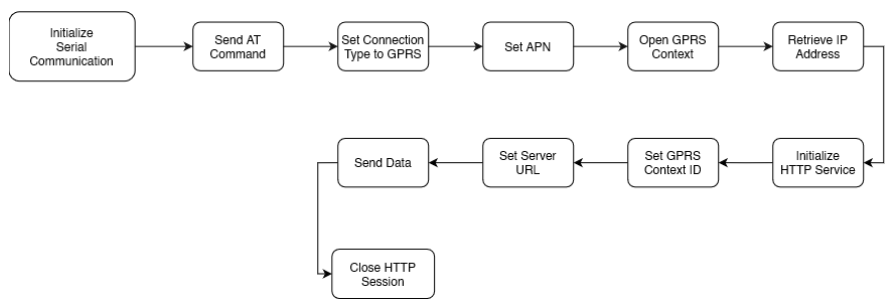 Initialize
Serial
Communication
Send AT
Command
Set Connection
Type to GPRS
Set APN
Open GPRS
Context
Retrieve IP
Address
Initialize
HTTP Service
Set GPRS
Context ID
Set Server
URL
Send Data
Close HTTP
Session